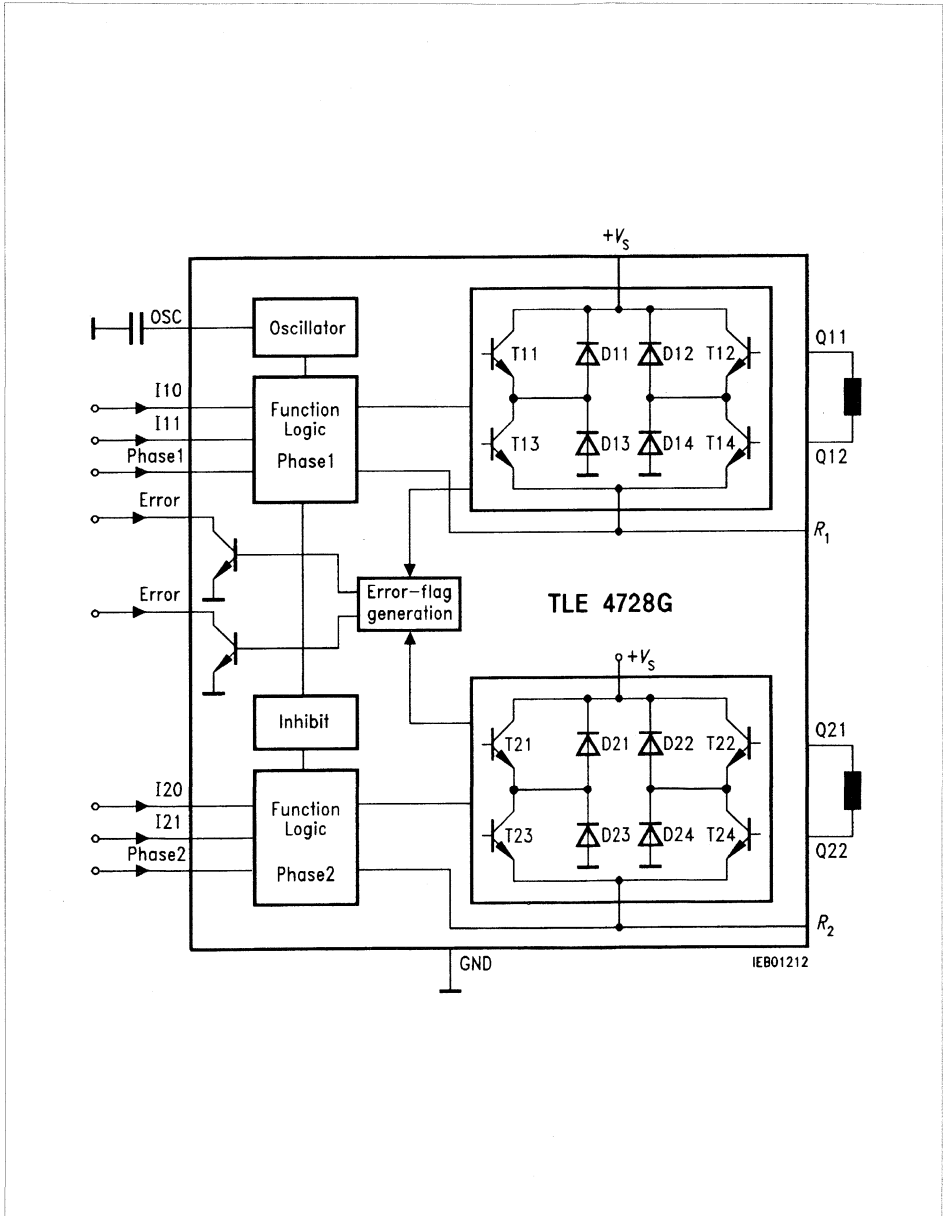 +VS
OSC
Oscillator
Q11
T11
D11
D12
T12
I10
Function
Logic
Phase1
I11
T13
D13
D14
T14
Phase1
Q12
Error
R1
Error-flag
generation
TLE 4728G
Error
+VS
Inhibit
Q21
T21
D21
D22
T22
I20
Function
Logic
Phase2
I21
T23
D23
D24
T24
Phase2
Q22
R2
GND
IEB01212